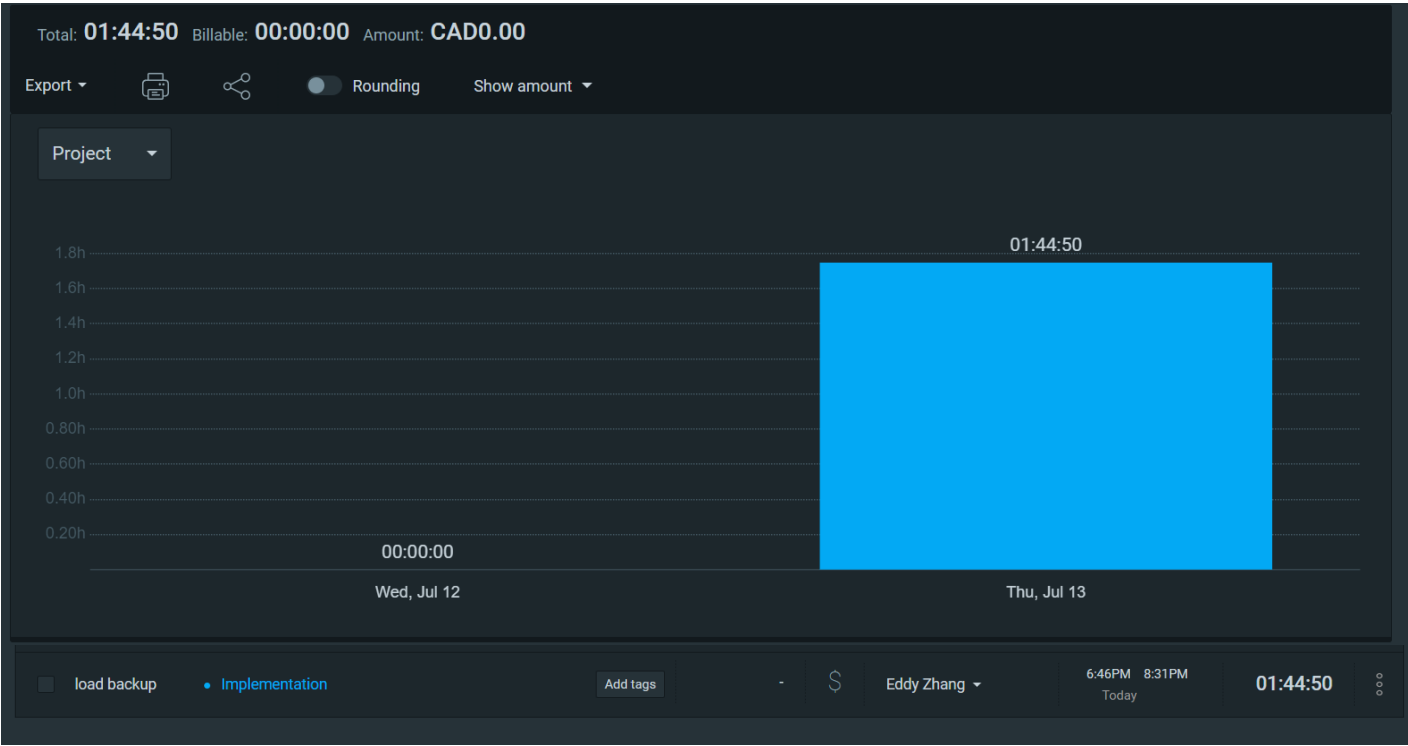 Total: 01:44:50 Billable: 00:00:00 Amount: CAD0.00
Export Rounding Show amount
Project
01:44:50
1.8h
1.6h
1.4h
1.2h
1.0h
0.80h
0.60h
0.40h
0.20h
00:00:00
Wed, Jul 12 Thu, Jul 13
load backup • Implementation Add tags - $ Eddy Zhang 6:46PM 8:31PM 01:44:50
Today